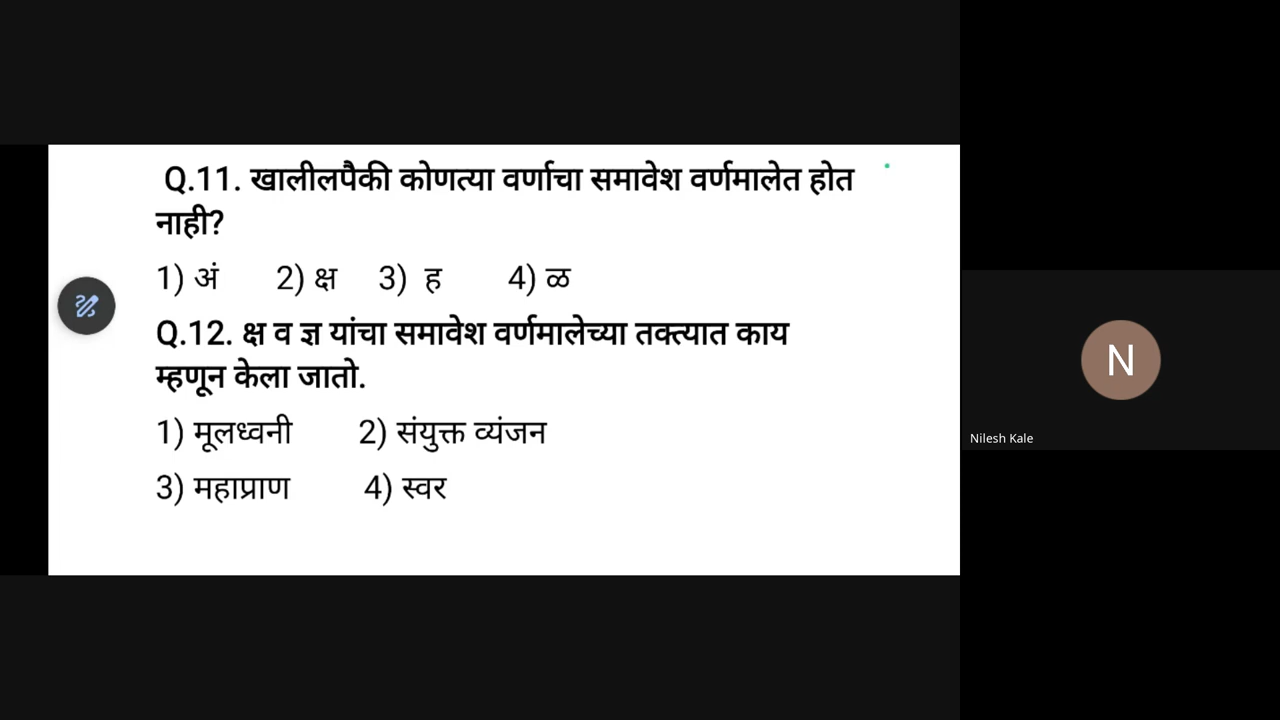 Q.11. खालीलपैकी कोणत्या वर्णाचा समावेश वर्णमालेत होत
नाही?
1) अं 2) क्ष 3) ह 4) ळ
Q.12. क्ष व ज्ञ यांचा समावेश वर्णमालेच्या तक्त्यात काय
म्हणून केला जातो.
1) मूलध्वनी 2) संयुक्त व्यंजन
3) महाप्राण 4) स्वर
N
Nilesh Kale